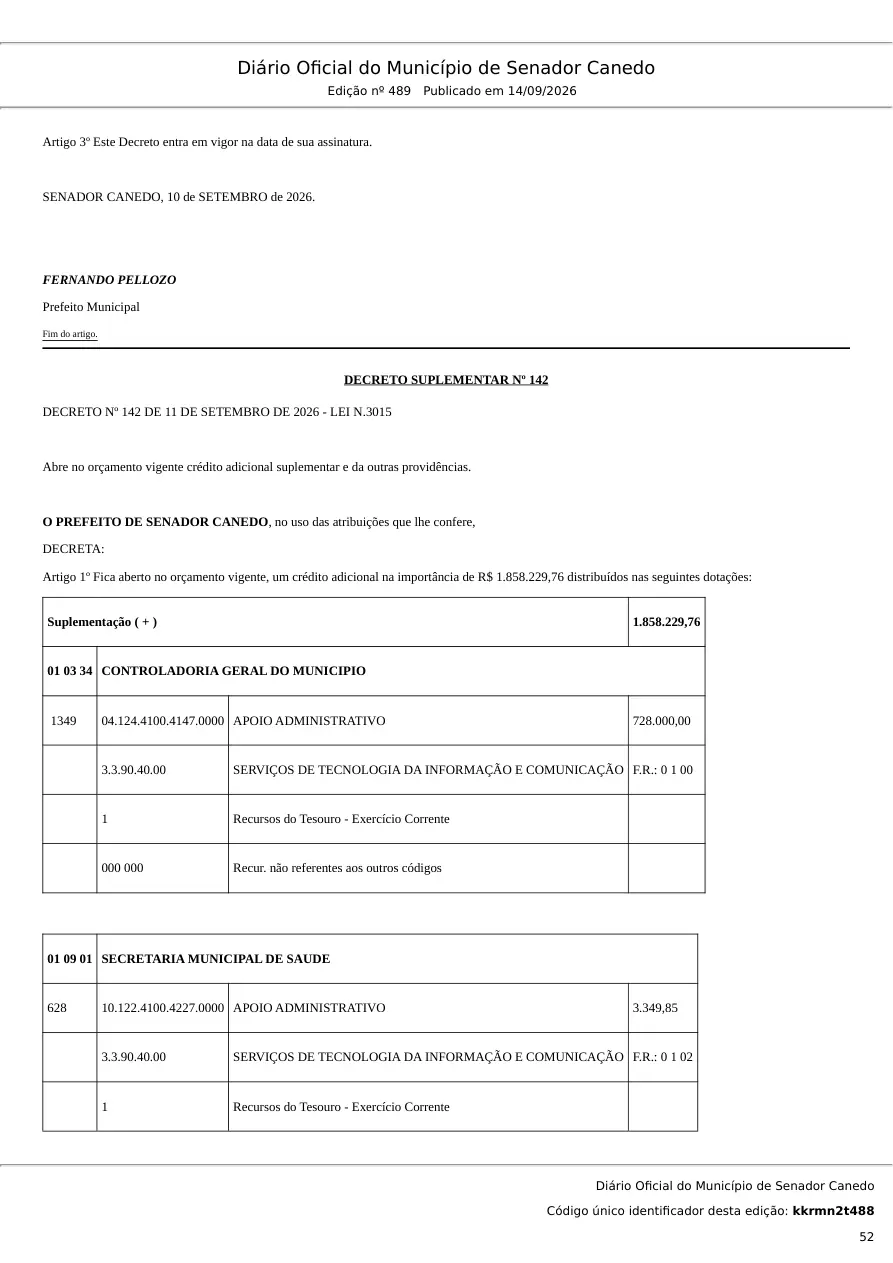 Diário Oficial do Município de Senador Canedo
Edição nº 489 Publicado em 14/09/2026
Artigo 3º Este Decreto entra em vigor na data de sua assinatura.
SENADOR CANEDO, 10 de SETEMBRO de 2026.
FERNANDO PELLOZO
Prefeito Municipal
Fim do artigo.
DECRETO SUPLEMENTAR Nº 142
DECRETO Nº 142 DE 11 DE SETEMBRO DE 2026 - LEI N.3015
Abre no orçamento vigente crédito adicional suplementar e da outras providências.
O PREFEITO DE SENADOR CANEDO, no uso das atribuições que lhe confere,
DECRETA:
Artigo 1º Fica aberto no orçamento vigente, um crédito adicional na importância de R$ 1.858.229,76 distribuídos nas seguintes dotações:
Suplementação ( + ) 1.858.229,76
01 03 34 CONTROLADORIA GERAL DO MUNICIPIO
1349 04.124.4100.4147.0000 APOIO ADMINISTRATIVO 728.000,00
3.3.90.40.00 SERVIÇOS DE TECNOLOGIA DA INFORMAÇÃO E COMUNICAÇÃO F.R.: 0 1 00
1 Recursos do Tesouro - Exercício Corrente
000 000 Recur. não referentes aos outros códigos
01 09 01 SECRETARIA MUNICIPAL DE SAUDE
628 10.122.4100.4227.0000 APOIO ADMINISTRATIVO 3.349,85
3.3.90.40.00 SERVIÇOS DE TECNOLOGIA DA INFORMAÇÃO E COMUNICAÇÃO F.R.: 0 1 02
1 Recursos do Tesouro - Exercício Corrente
Diário Oficial do Município de Senador Canedo
Código único identificador desta edição: kkrmn2t488
52